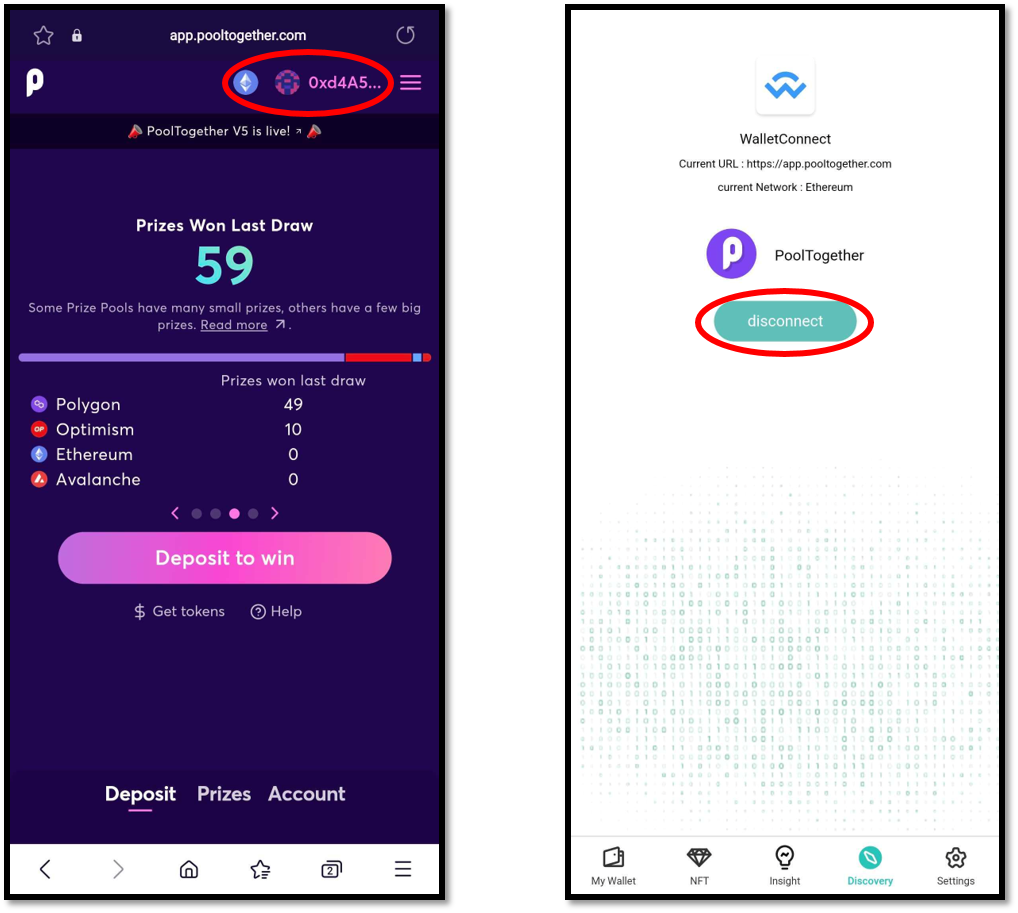 app.pooltogether.com
0xd4A5...
PoolTogether V5 is live!
Prizes Won Last Draw
59
Some Prize Pools have many small prizes, others have a few big
prizes. Read more .
Prizes won last draw
Polygon 49
OP Optimism 10
Ethereum 0
Avalanche 0
Deposit to win
$ Get tokens ? Help
Deposit Prizes Account
2
WalletConnect
Current URL : https://app.pooltogether.com
current Network : Ethereum
PoolTogether
disconnect
My Wallet NFT Insight Discovery Settings